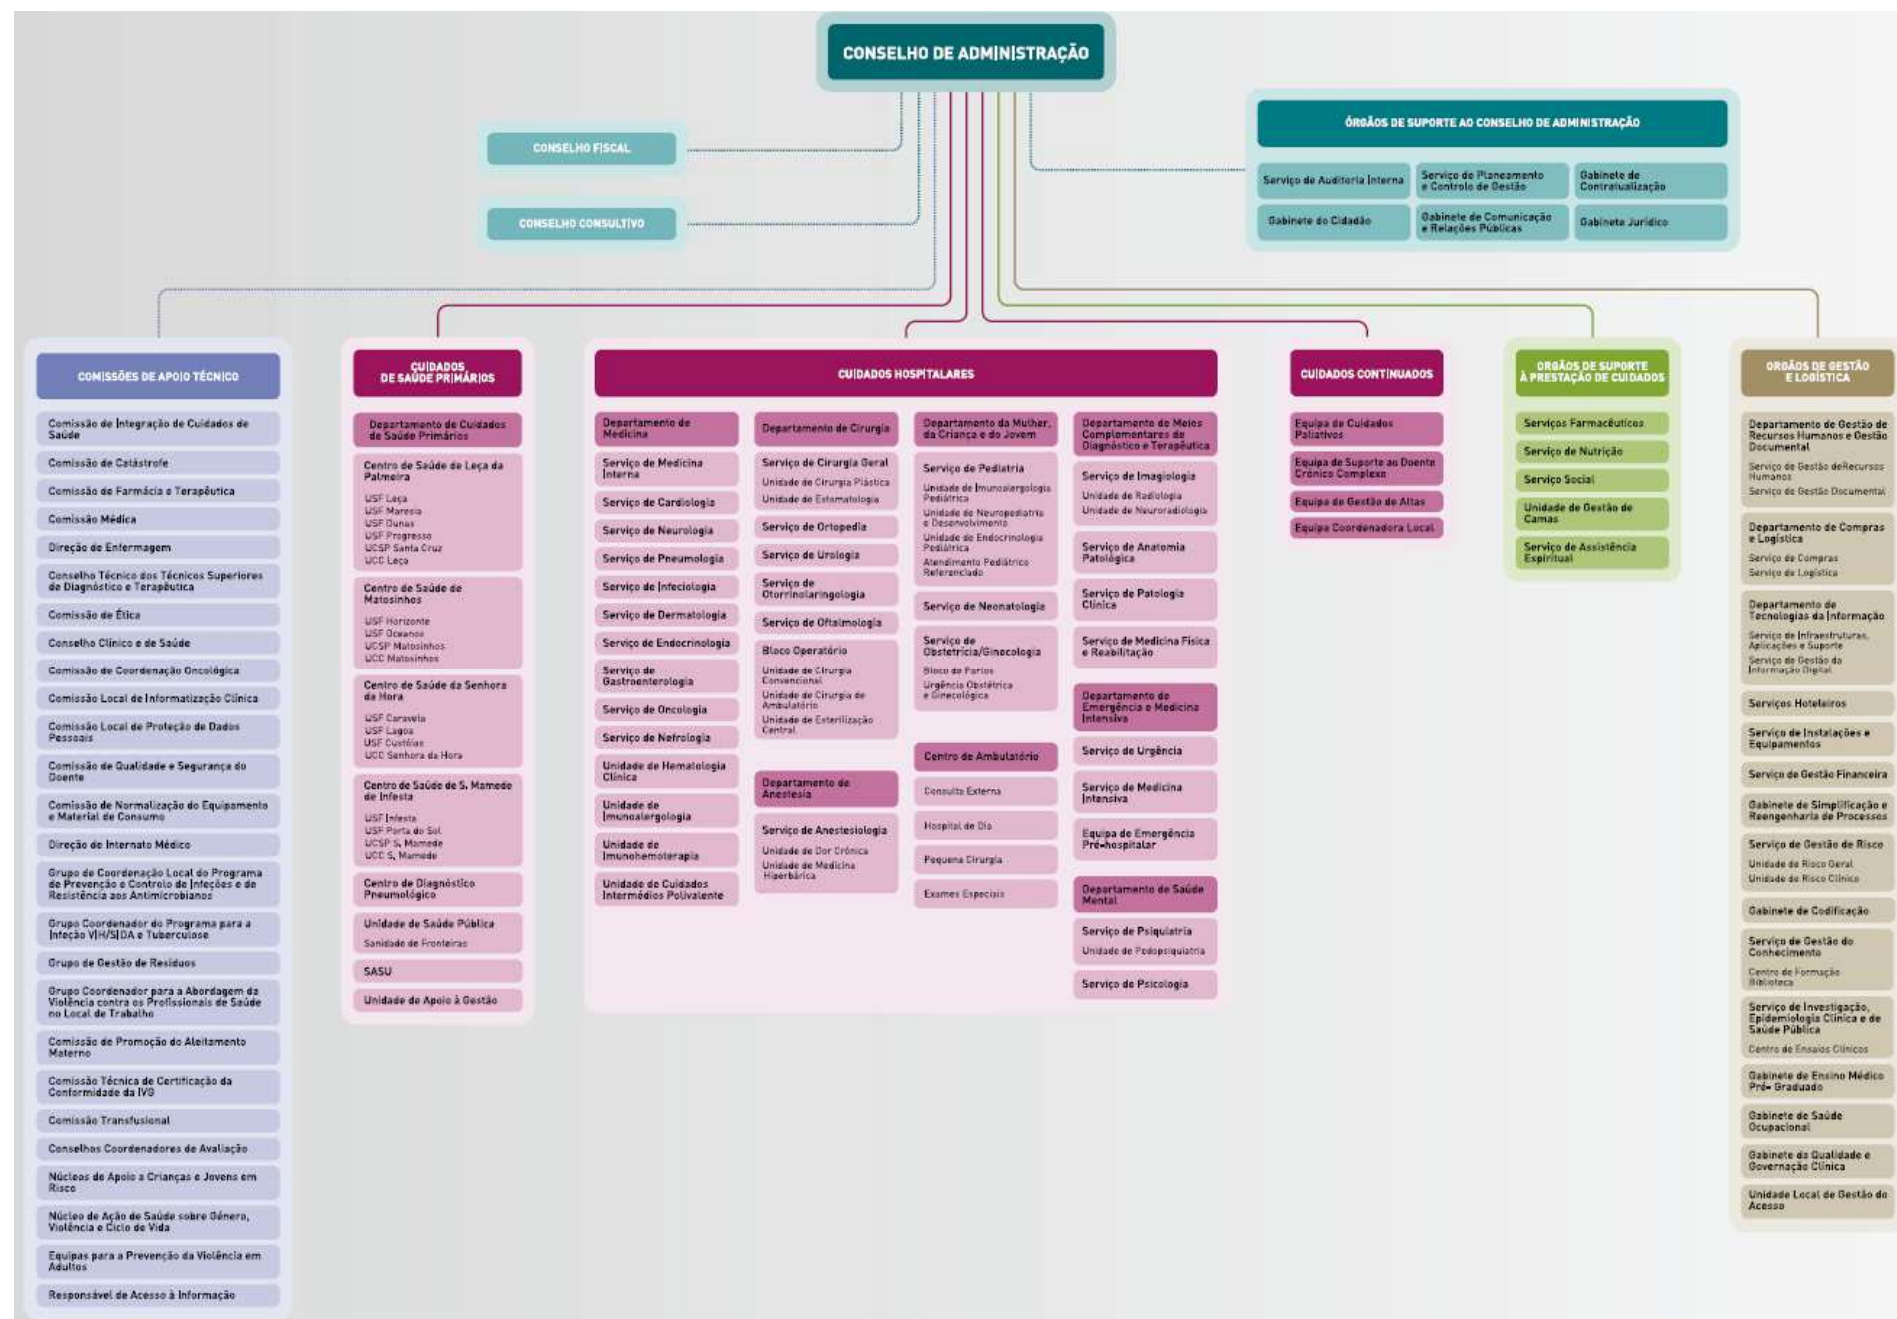 CONSELHO DE ADMINISTRAÇÃO
CONSELHO FISCAL
CONSELHO CONSULTIVO
ÓRGÃOS DE SUPORTE AO CONSELHO DE ADMINISTRAÇÃO
Serviço de Auditoria Interna
Serviço de Planeamento
e Controlo de Gestão
Gabinete de
Contratualização
Gabinete do Cidadão
Gabinete de Comunicação
e Relações Públicas
Gabinete Jurídico
COMISSÕES DE APOIO TÉCNICO
Comissão de Integração de Cuidados de
Saúde
Comissão de Catástrofe
Comissão de Farmácia e Terapêutica
Comissão Médica
Direção de Enfermagem
Conselho Técnico dos Técnicos Superiores
de Diagnóstico e Terapêutica
Comissão de Ética
Conselho Clínico e de Saúde
Comissão de Coordenação Oncológica
Comissão Local de Informatização Clínica
Comissão Local de Proteção de Dados
Pessoais
Comissão de Qualidade e Segurança do
Doente
Comissão de Normalização do Equipamento
e Material de Consumo
Direção de Internato Médico
Grupo de Coordenação Local do Programa
de Prevenção e Controlo de Infeções e de
Resistência aos Antimicrobianos
Grupo Coordenador do Programa para a
Infeção VIH/SIDA e Tuberculose
Grupo de Gestão de Resíduos
Grupo Coordenador para a Abordagem da
Violência contra os Profissionais de Saúde
no Local de Trabalho
Comissão de Promoção do Aleitamento
Materno
Comissão Técnica de Certificação da
Conformidade da IVG
Comissão Transfusional
Conselhos Coordenadores de Avaliação
Núcleos de Apoio a Crianças e Jovens em
Risco
Núcleo de Ação de Saúde sobre Género,
Violência e Ciclo de Vida
Equipas para a Prevenção da Violência em
Adultos
Responsável de Acesso à Informação
CUIDADOS
DE SAÚDE PRIMÁRIOS
Departamento de Cuidados
de Saúde Primários
Centro de Saúde de Leça da
Palmeira
USF Leça
USF Maresia
USF Dunas
USF Progresso
UCSP Santa Cruz
UCC Leça
Centro de Saúde de
Matosinhos
USF Horizonte
USF Oceanos
UCSP Matosinhos
UCC Matosinhos
Centro de Saúde da Senhora
da Hora
USF Caravela
USF Lagoa
USF Custóias
UCC Senhora da Hora
Centro de Saúde de S. Mamede
de Infesta
USF Infesta
USF Porta do Sol
UCSP S. Mamede
UCC S. Mamede
Centro de Diagnóstico
Pneumológico
Unidade de Saúde Pública
Sanidade de Fronteiras
SASU
Unidade de Apoio à Gestão
CUIDADOS HOSPITALARES
Departamento de
Medicina
Serviço de Medicina
Interna
Serviço de Cardiologia
Serviço de Neurologia
Serviço de Pneumologia
Serviço de Infeciologia
Serviço de Dermatologia
Serviço de Endocrinologia
Serviço de
Gastroenterologia
Serviço de Oncologia
Serviço de Nefrologia
Unidade de Hematologia
Clínica
Unidade de
Imunoalergologia
Unidade de
Imunohemoterapia
Unidade de Cuidados
Intermédios Polivalente
Departamento de Cirurgia
Serviço de Cirurgia Geral
Unidade de Cirurgia Plástica
Unidade de Estomatologia
Serviço de Ortopedia
Serviço de Urologia
Serviço de
Otorrinolaringologia
Serviço de Oftalmologia
Bloco Operatório
Unidade de Cirurgia
Convencional
Unidade de Cirurgia de
Ambulatório
Unidade de Esterilização
Central
Departamento de
Anestesia
Serviço de Anestesiologia
Unidade de Dor Crónica
Unidade de Medicina
Hiperbárica
Departamento da Mulher,
da Criança e do Jovem
Serviço de Pediatria
Unidade de Imunoalergologia
Pediátrica
Unidade de Neuropediatria
e Desenvolvimento
Unidade de Endocrinologia
Pediátrica
Atendimento Pediátrico
Referenciado
Serviço de Neonatologia
Serviço de
Obstetrícia/Ginecologia
Bloco de Partos
Urgência Obstétrica
e Ginecológica
Centro de Ambulatório
Consulta Externa
Hospital de Dia
Pequena Cirurgia
Exames Especiais
Departamento de Meios
Complementares de
Diagnóstico e Terapêutica
Serviço de Imagiologia
Unidade de Radiologia
Unidade de Neuroradiologia
Serviço de Anatomia
Patológica
Serviço de Patologia
Clínica
Serviço de Medicina Física
e Reabilitação
Departamento de
Emergência e Medicina
Intensiva
Serviço de Urgência
Serviço de Medicina
Intensiva
Equipa de Emergência
Pré-hospitalar
Departamento de Saúde
Mental
Serviço de Psiquiatria
Unidade de Pedopsiquiatria
Serviço de Psicologia
CUIDADOS CONTINUADOS
Equipa de Cuidados
Paliativos
Equipa de Suporte ao Doente
Crónico Complexo
Equipa de Gestão de Altas
Equipa Coordenadora Local
ORGÃOS DE SUPORTE
À PRESTAÇÃO DE CUIDADOS
Serviços Farmacêuticos
Serviço de Nutrição
Serviço Social
Unidade de Gestão de
Camas
Serviço de Assistência
Espiritual
ORGÃOS DE GESTÃO
E LOGÍSTICA
Departamento de Gestão de
Recursos Humanos e Gestão
Documental
Serviço de Gestão deRecursos
Humanos
Serviço de Gestão Documental
Departamento de Compras
e Logística
Serviço de Compras
Serviço de Logística
Departamento de
Tecnologias da Informação
Serviço de Infraestruturas,
Aplicações e Suporte
Serviço de Gestão da
Informação Digital
Serviços Hoteleiros
Serviço de Instalações e
Equipamentos
Serviço de Gestão Financeira
Gabinete de Simplificação e
Reengenharia de Processos
Serviço de Gestão de Risco
Unidade de Risco Geral
Unidade de Risco Clínico
Gabinete de Codificação
Serviço de Gestão do
Conhecimento
Centro de Formação
Biblioteca
Serviço de Investigação,
Epidemiologia Clínica e de
Saúde Pública
Centro de Ensaios Clínicos
Gabinete de Ensino Médico
Pré- Graduado
Gabinete de Saúde
Ocupacional
Gabinete da Qualidade e
Governação Clínica
Unidade Local de Gestão do
Acesso